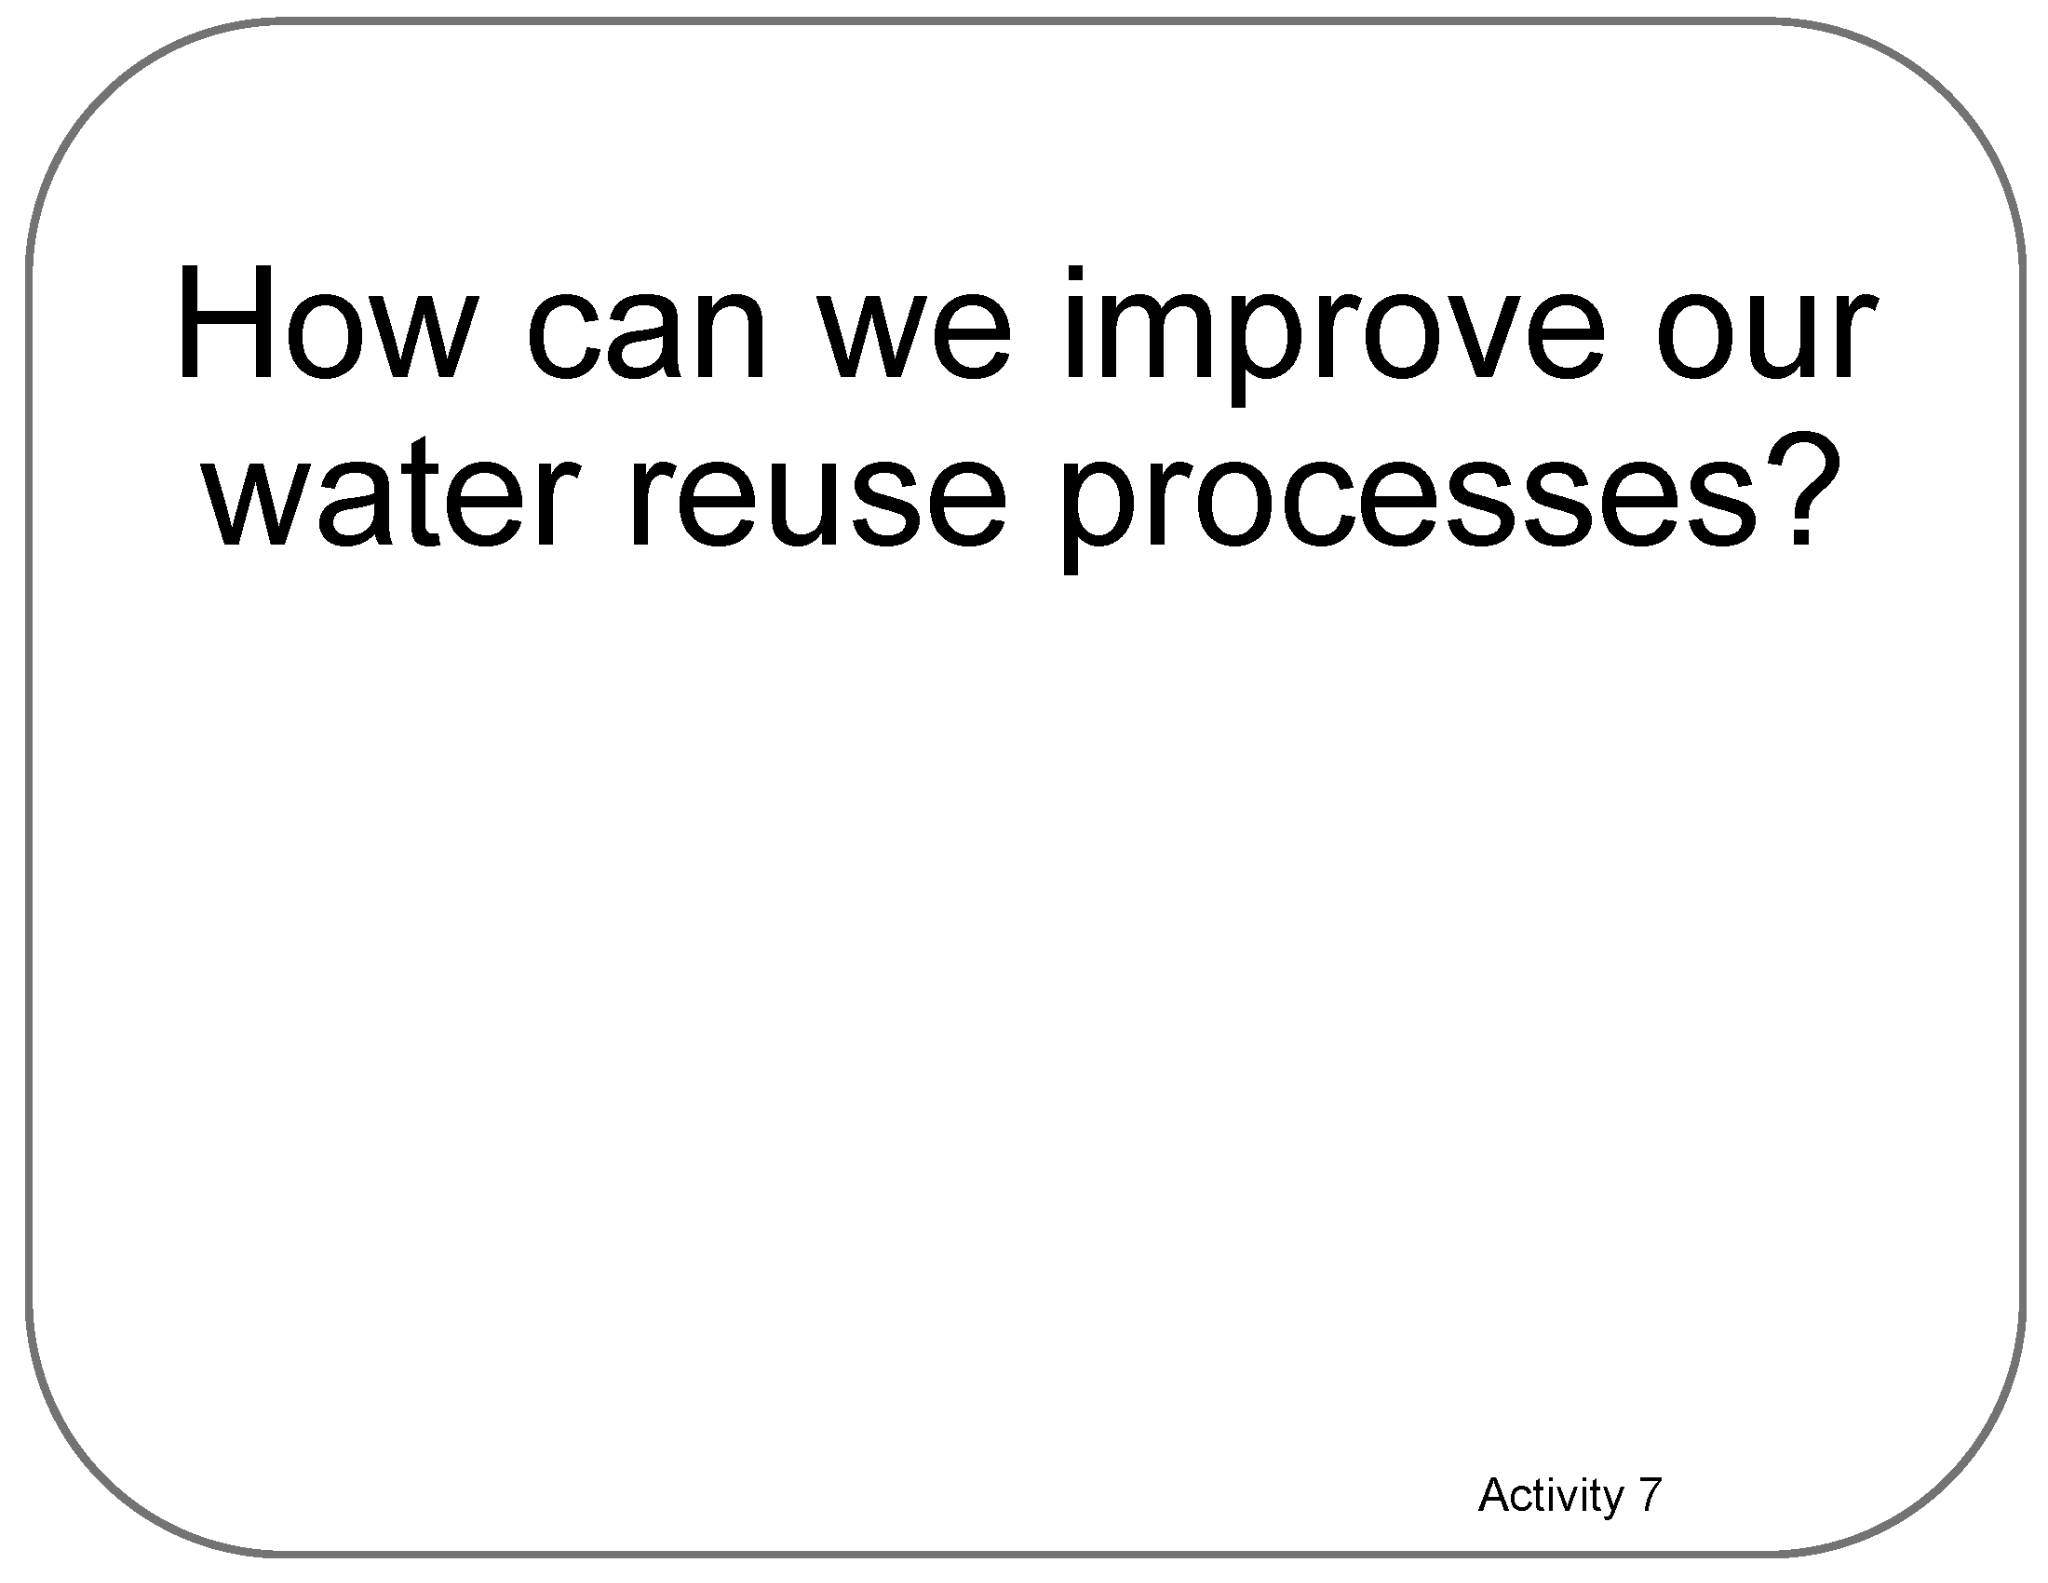 How can we improve our
water reuse processes?
Activity 7